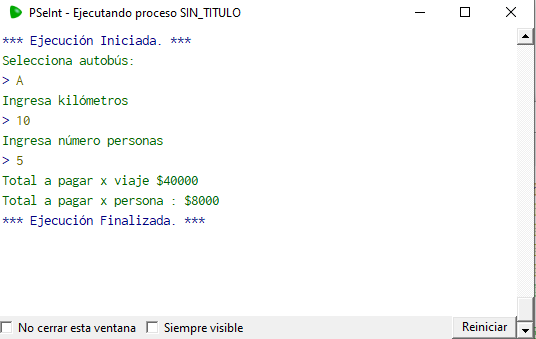 PSeInt - Ejecutando proceso SIN_TITULO
*** Ejecución Iniciada. ***
Selecciona autobús:
> A
Ingresa kilómetros
> 10
Ingresa número personas
> 5
Total a pagar x viaje $40000
Total a pagar x persona : $8000
*** Ejecución Finalizada. ***
No cerrar esta ventana Siempre visible Reiniciar